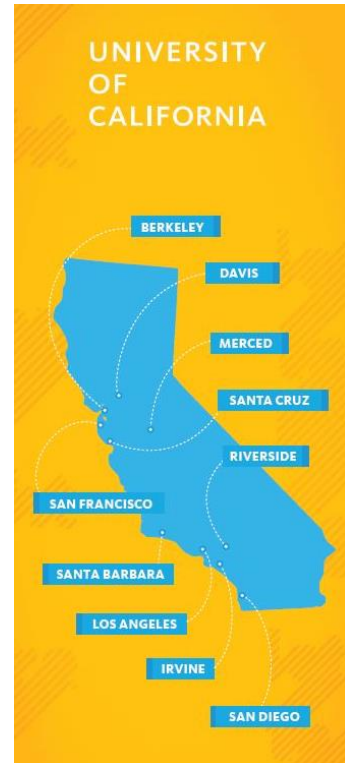 UNIVERSITY
OF
CALIFORNIA
BERKELEY
DAVIS
MERCED
SANTA CRUZ
RIVERSIDE
SAN FRANCISCO
SANTA BARBARA
LOS ANGELES
IRVINE
SAN DIEGO